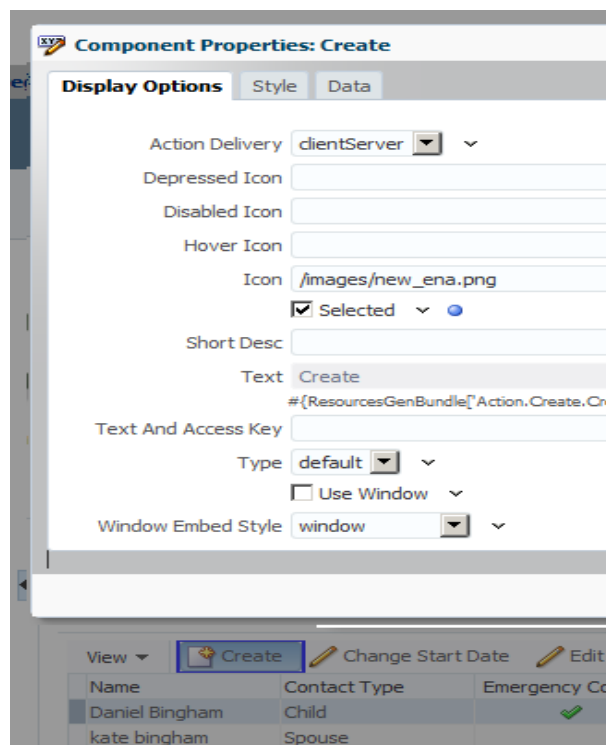 Component Properties: Create
Display Options Style Data
Action Delivery clientServer
Depressed Icon
Disabled Icon
Hover Icon
Icon /images/new_ena.png
Selected
Short Desc
Text Create
#{ResourcesGenBundle['Action.Create.Cre
Text And Access Key
Type default
Use Window
Window Embed Style window
View Create Change Start Date Edit
Name Contact Type Emergency Co
Daniel Bingham Child
kate bingham Spouse